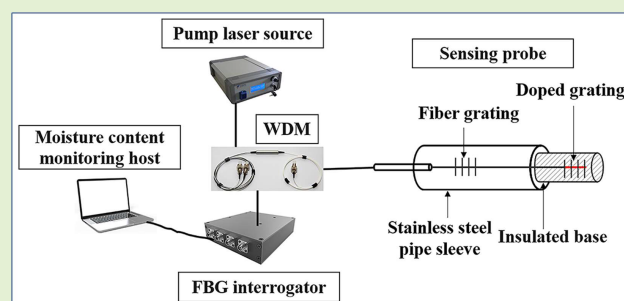 Pump laser source
Sensing probe
Doped grating
Fiber grating
WDM
Moisture content
monitoring host
Stainless steel
pipe sleeve
Insulated base
FBG interrogator